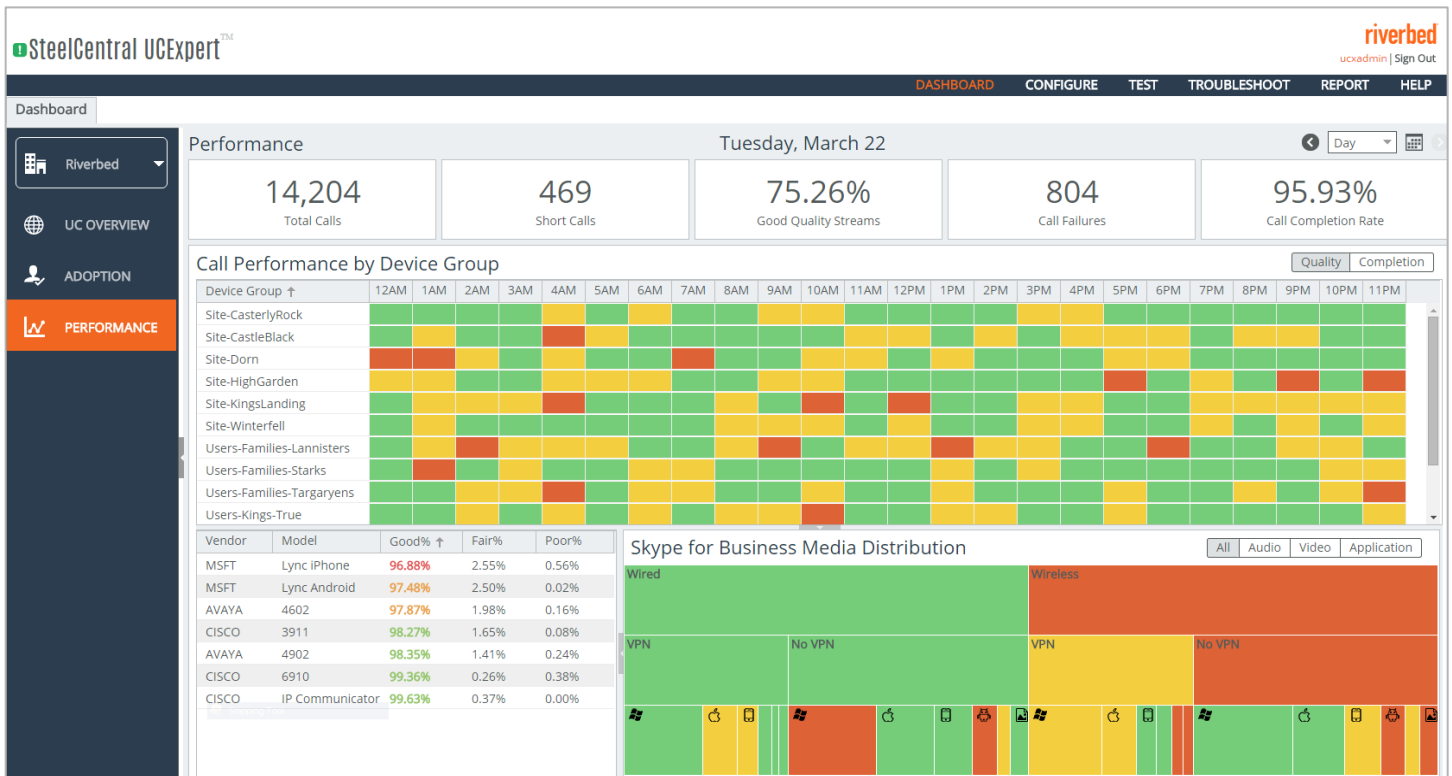 SteelCentral UCExpert™
riverbed
ucxadmin | Sign Out
DASHBOARD CONFIGURE TEST TROUBLESHOOT REPORT HELP
Dashboard
Riverbed
UC OVERVIEW
ADOPTION
PERFORMANCE
Performance Tuesday, March 22 Day
14,204 469 75.26% 804 95.93%
Total Calls Short Calls Good Quality Streams Call Failures Call Completion Rate
Call Performance by Device Group Quality Completion
Device Group ↑ 12AM 1AM 2AM 3AM 4AM 5AM 6AM 7AM 8AM 9AM 10AM 11AM 12PM 1PM 2PM 3PM 4PM 5PM 6PM 7PM 8PM 9PM 10PM 11PM
Site-CasterlyRock
Site-CastleBlack
Site-Dorn
Site-HighGarden
Site-KingsLanding
Site-Winterfell
Users-Families-Lannisters
Users-Families-Starks
Users-Families-Targaryens
Users-Kings-True
Vendor Model Good% ↑ Fair% Poor%
MSFT Lync iPhone 96.88% 2.55% 0.56%
MSFT Lync Android 97.48% 2.50% 0.02%
AVAYA 4602 97.87% 1.98% 0.16%
CISCO 3911 98.27% 1.65% 0.08%
AVAYA 4902 98.35% 1.41% 0.24%
CISCO 6910 99.36% 0.26% 0.38%
CISCO IP Communicator 99.63% 0.37% 0.00%
Skype for Business Media Distribution All Audio Video Application
Wired Wireless
VPN No VPN VPN No VPN